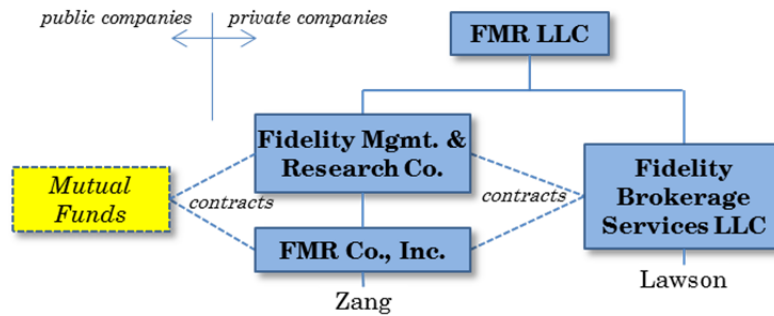 public companies
private companies
FMR LLC
Fidelity Mgmt. &
Research Co.
Fidelity
Brokerage
Services LLC
Mutual
Funds
contracts
contracts
FMR Co., Inc.
Zang
Lawson